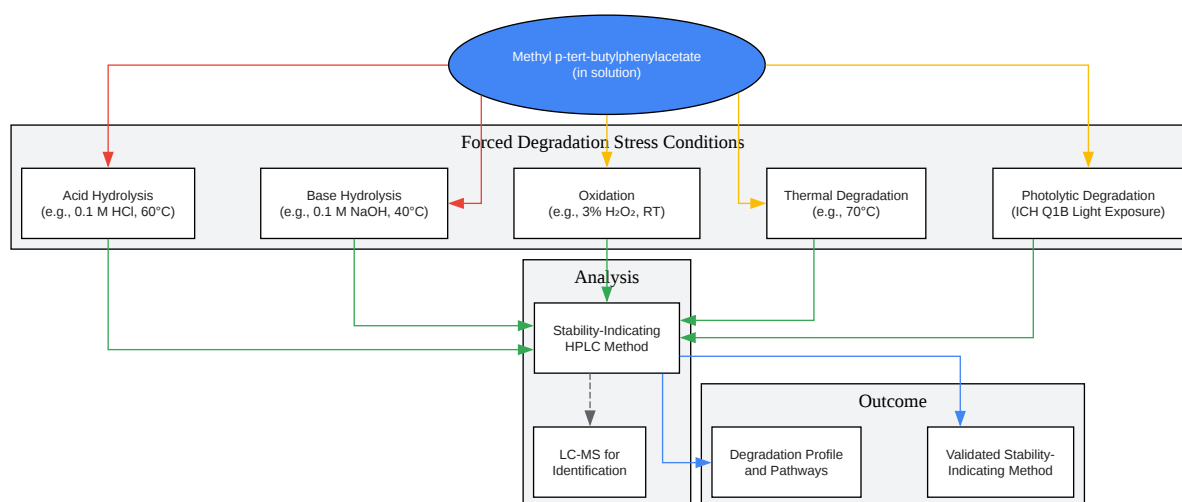 Methyl p-tert-butylphenylacetate
(in solution)
Forced Degradation Stress Conditions
Acid Hydrolysis
(e.g., 0.1 M HCl, 60°C)
Base Hydrolysis
(e.g., 0.1 M NaOH, 40°C)
Oxidation
(e.g., 3% H₂O₂, RT)
Thermal Degradation
(e.g., 70°C)
Photolytic Degradation
(ICH Q1B Light Exposure)
Analysis
Stability-Indicating
HPLC Method
LC-MS for
Identification
Outcome
Degradation Profile
and Pathways
Validated Stability-
Indicating Method